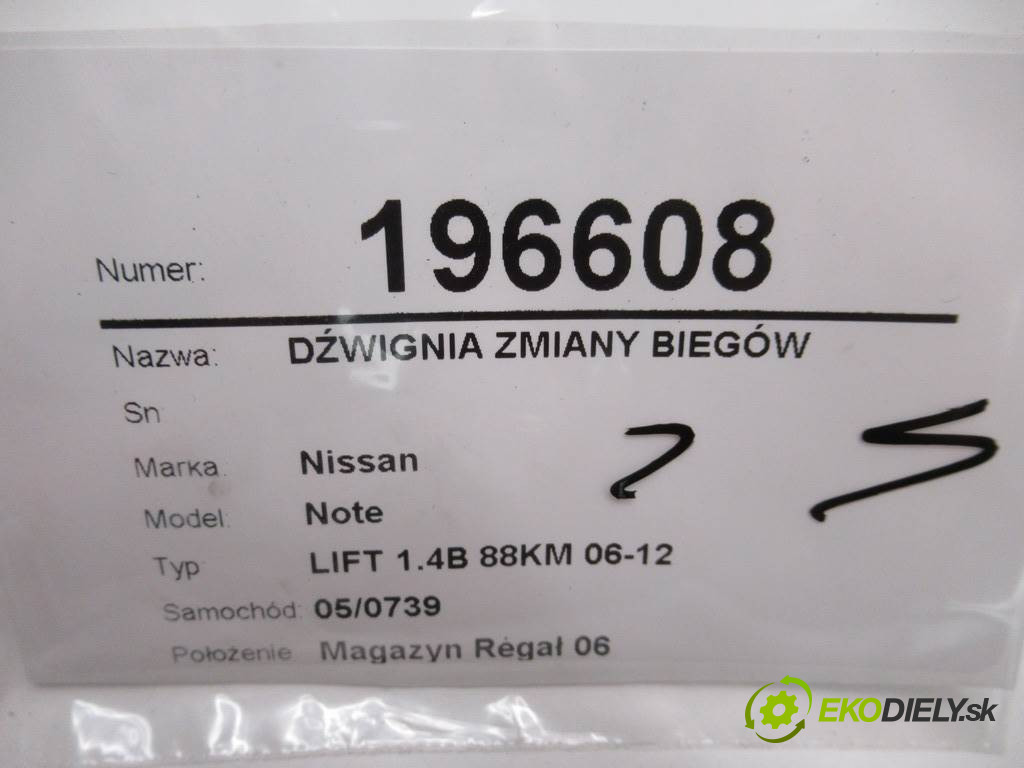 Numer: 196608
Nazwa: DŹWIGNIA ZMIANY BIEGÓW
Sn
Marka: Nissan
Model: Note
Typ LIFT 1.4B 88KM 06-12
Samochód: 05/0739
Położenie Magazyn Regał 06
EKODIELY.sk